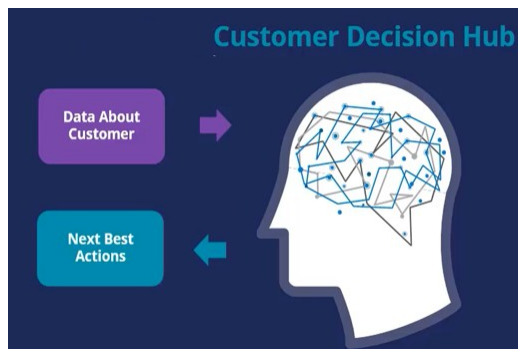 Customer Decision Hub
Data About
Customer
Next Best
Actions